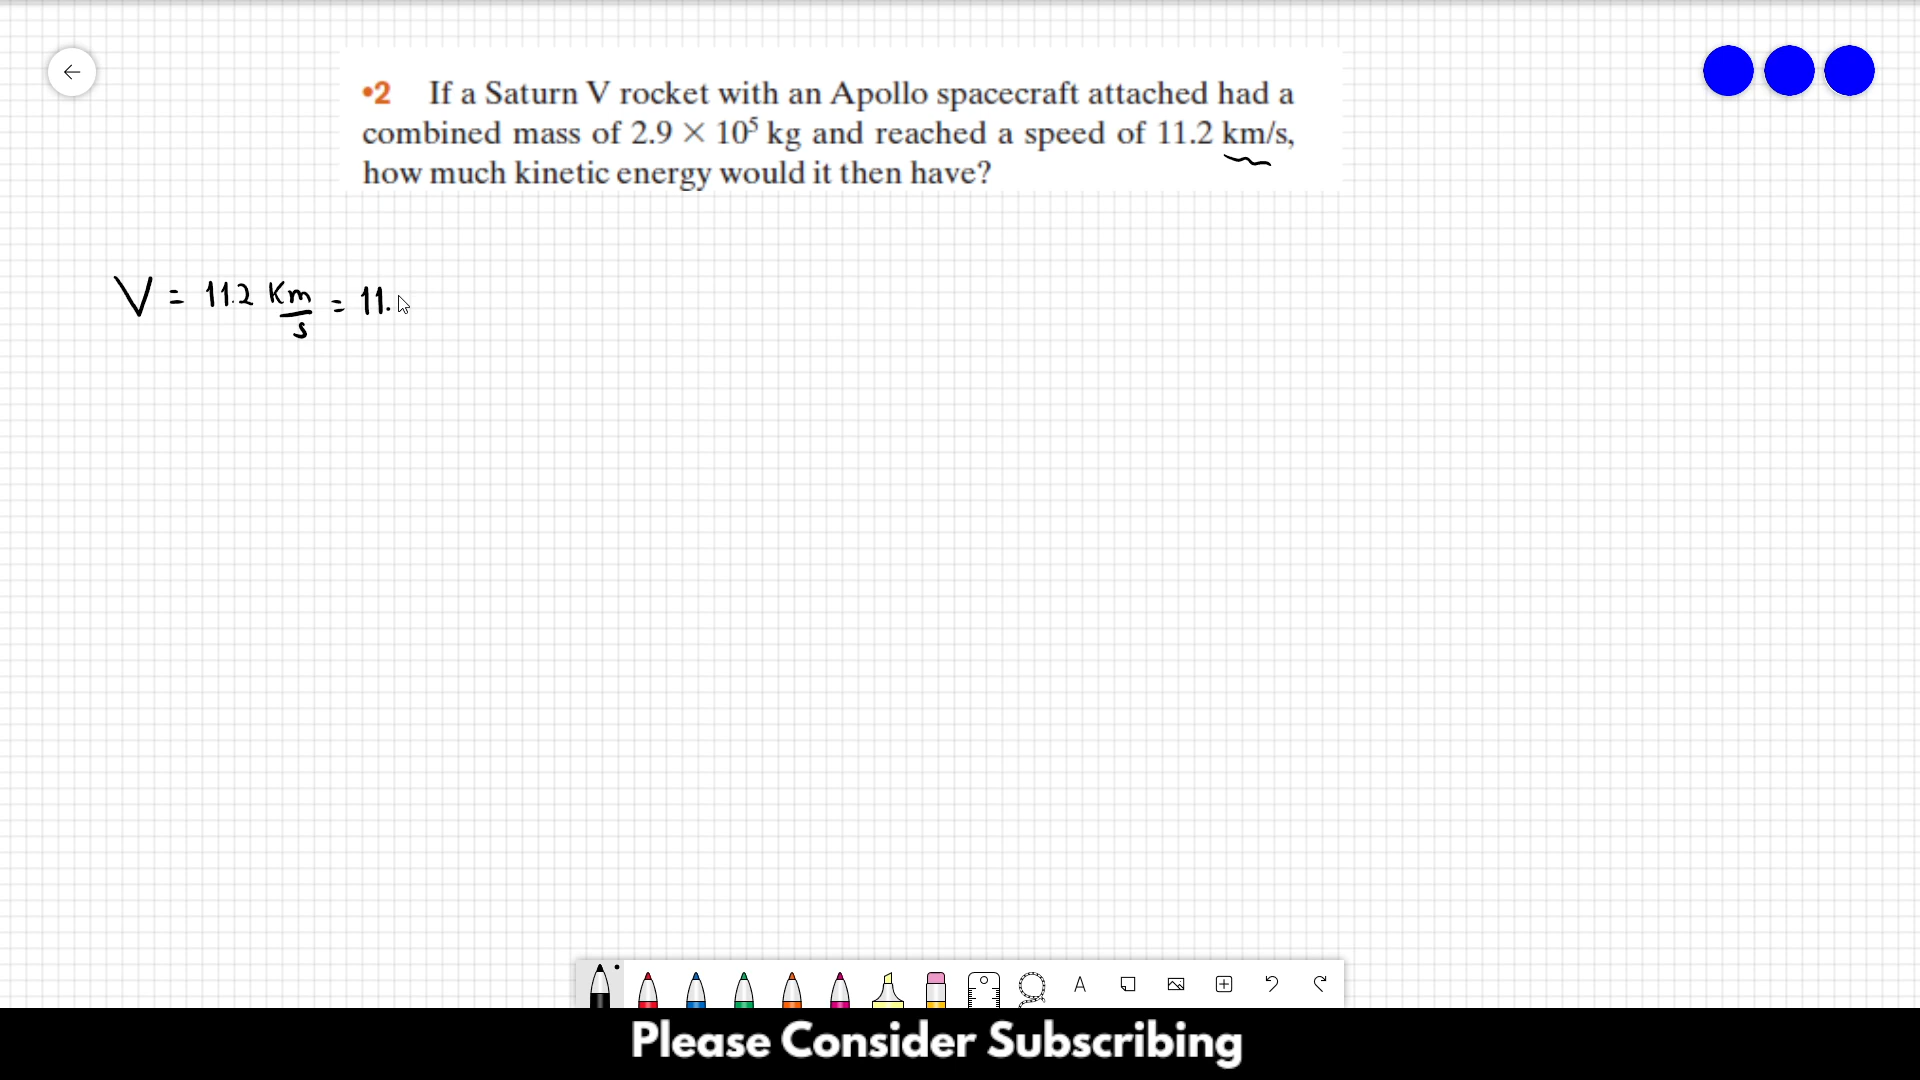 •2 If a Saturn V rocket with an Apollo spacecraft attached had a
combined mass of 2.9 × 10⁵ kg and reached a speed of 11.2 km/s,
how much kinetic energy would it then have?
V = 11.2 Km/s = 11.
A
Please Consider Subscribing